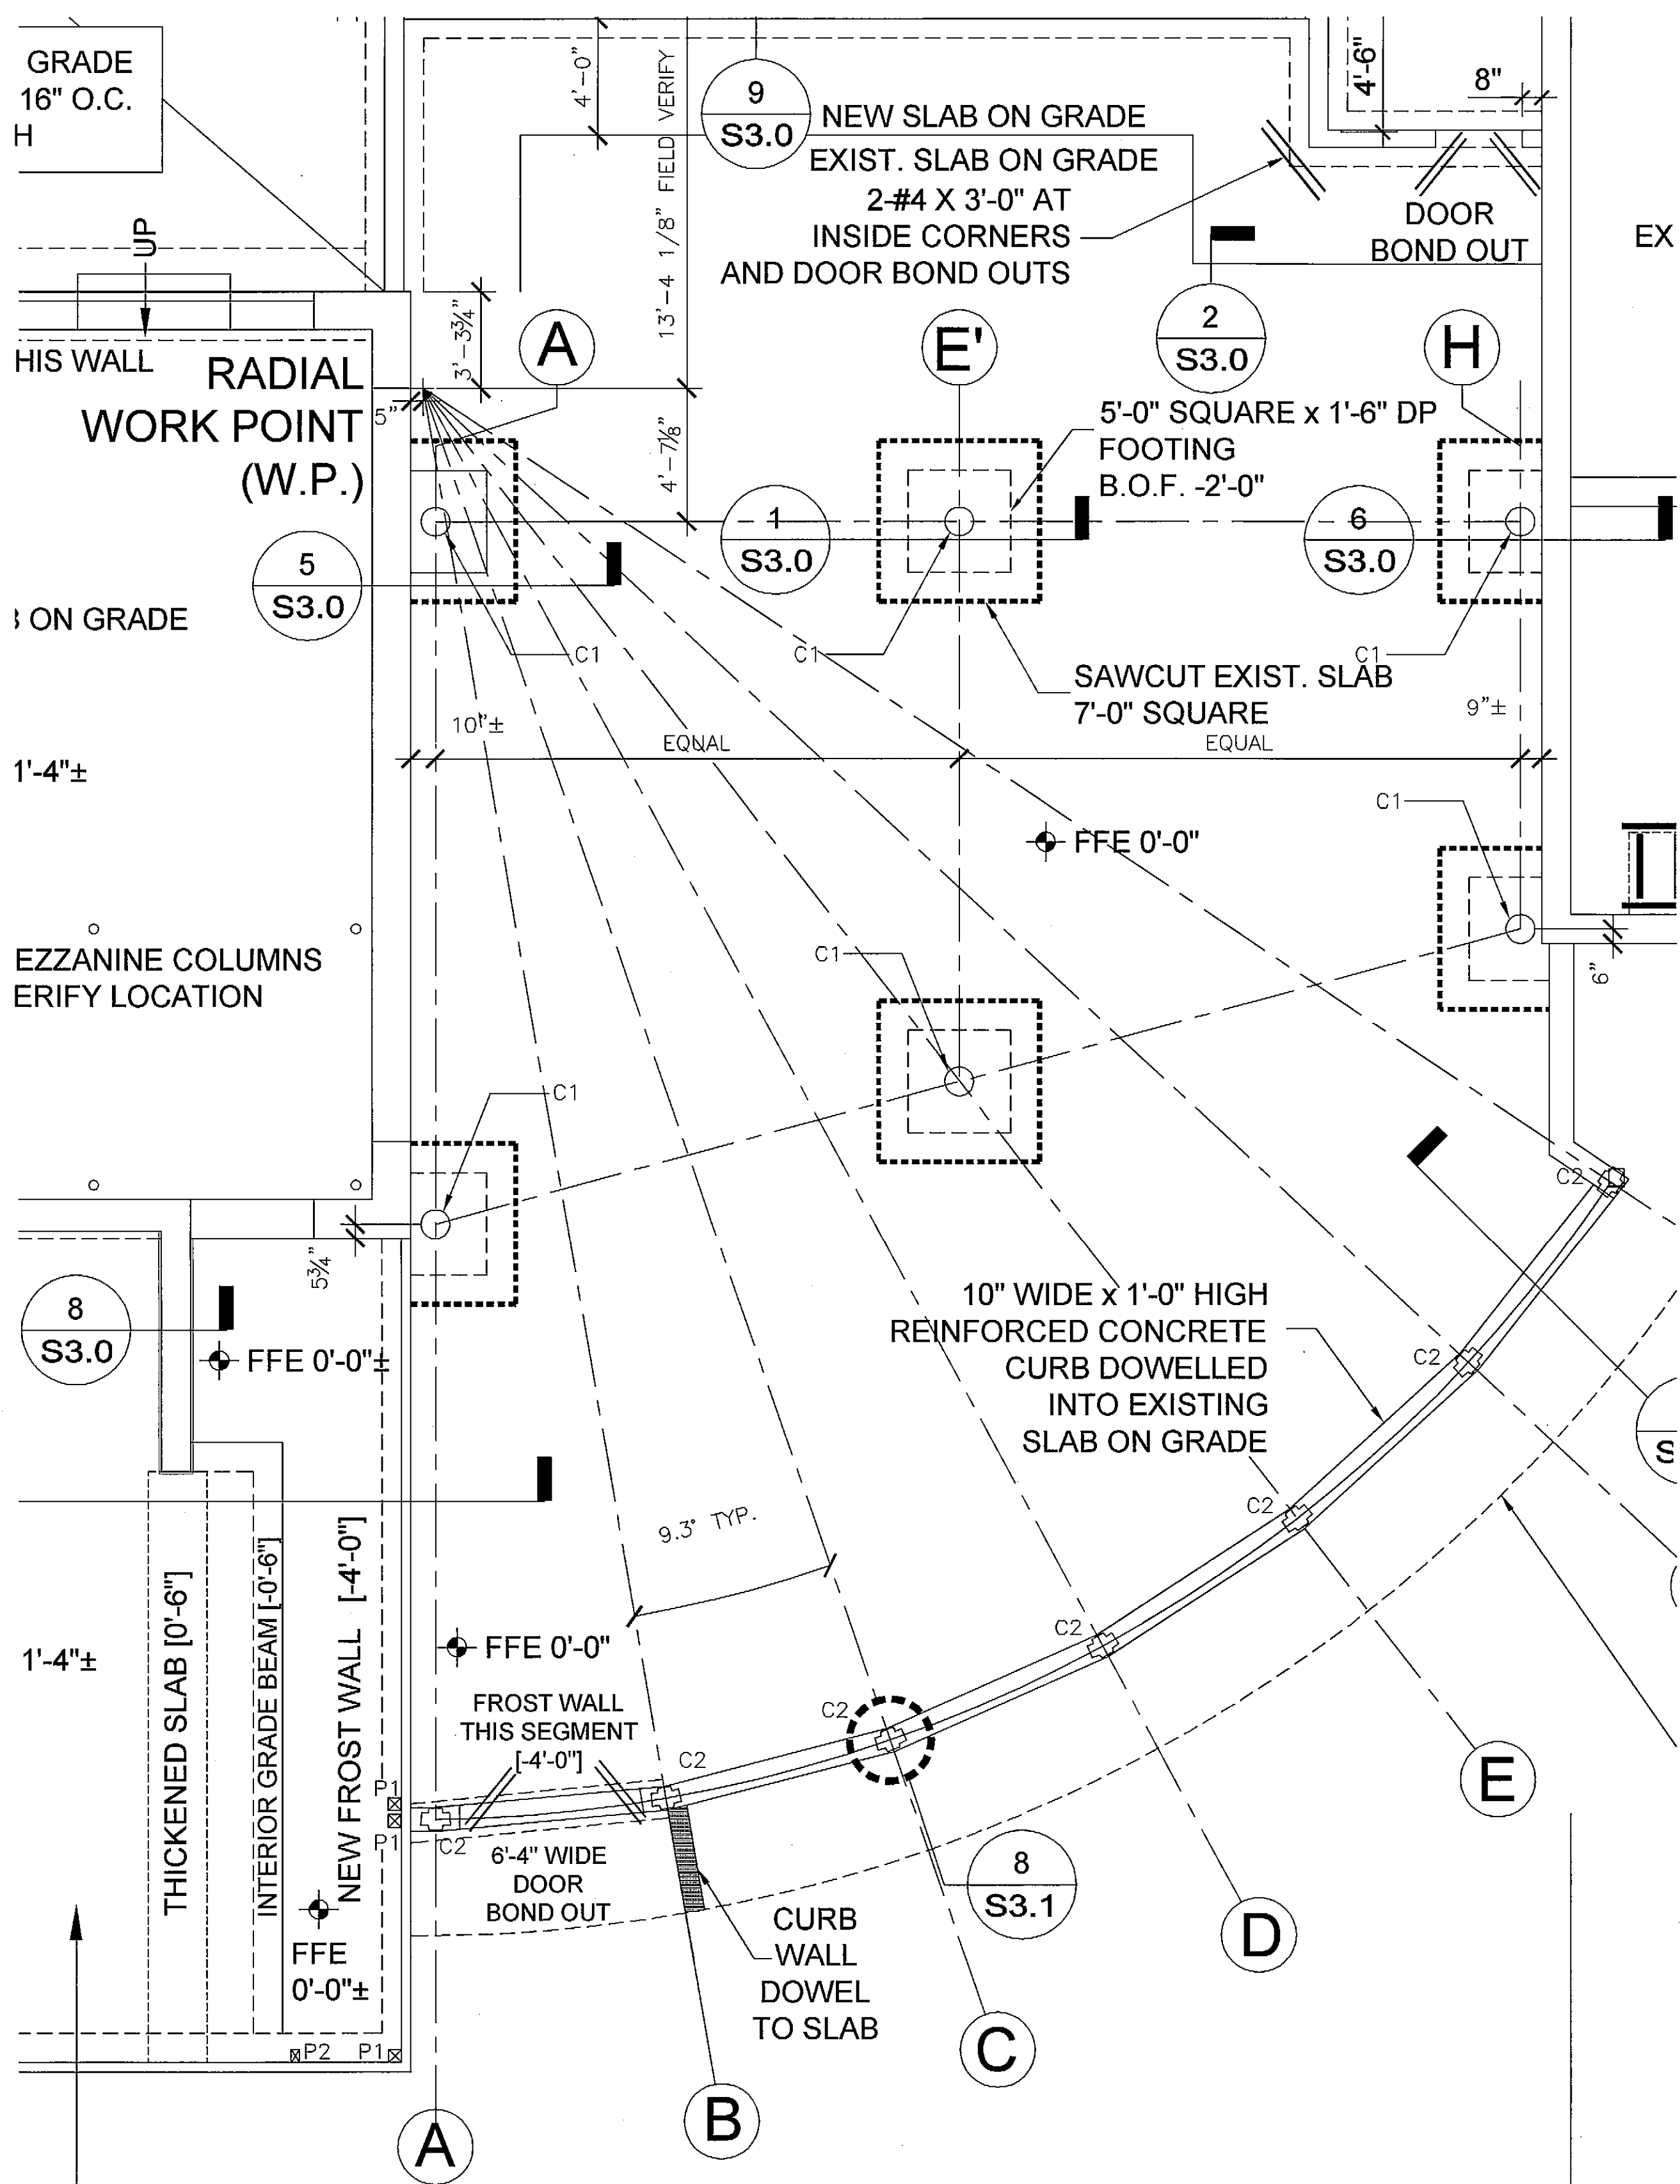 GRADE
16" O.C.
H
4'-0"
13'-4 1/8" FIELD VERIFY
9
S3.0
NEW SLAB ON GRADE
EXIST. SLAB ON GRADE
2-#4 X 3'-0" AT
INSIDE CORNERS
AND DOOR BOND OUTS
4'-6"
8"
DOOR
BOND OUT
EX
UP
HIS WALL
RADIAL
WORK POINT
(W.P.)
5"
3'-3¾"
A
E'
2
S3.0
H
4'-7⅞"
5'-0" SQUARE x 1'-6" DP
FOOTING
B.O.F. -2'-0"
1
S3.0
6
S3.0
5
S3.0
ON GRADE
C1
C1
C1
SAWCUT EXIST. SLAB
7'-0" SQUARE
10"±
EQUAL
EQUAL
9"±
1'-4"±
FFE 0'-0"
C1
EZZANINE COLUMNS
ERIFY LOCATION
C1
6"
C1
5¾"
C2
8
S3.0
FFE 0'-0"±
10" WIDE x 1'-0" HIGH
REINFORCED CONCRETE
CURB DOWELLED
INTO EXISTING
SLAB ON GRADE
C2
S
C2
9.3° TYP.
THICKENED SLAB [0'-6"]
INTERIOR GRADE BEAM [-0'-6"]
NEW FROST WALL [-4'-0"]
1'-4"±
FFE 0'-0"
C2
FROST WALL
THIS SEGMENT
[-4'-0"]
C2
C2
P1
P1
C2
6'-4" WIDE
DOOR
BOND OUT
E
8
S3.1
CURB
WALL
DOWEL
TO SLAB
D
FFE
0'-0"±
P2
P1
C
B
A